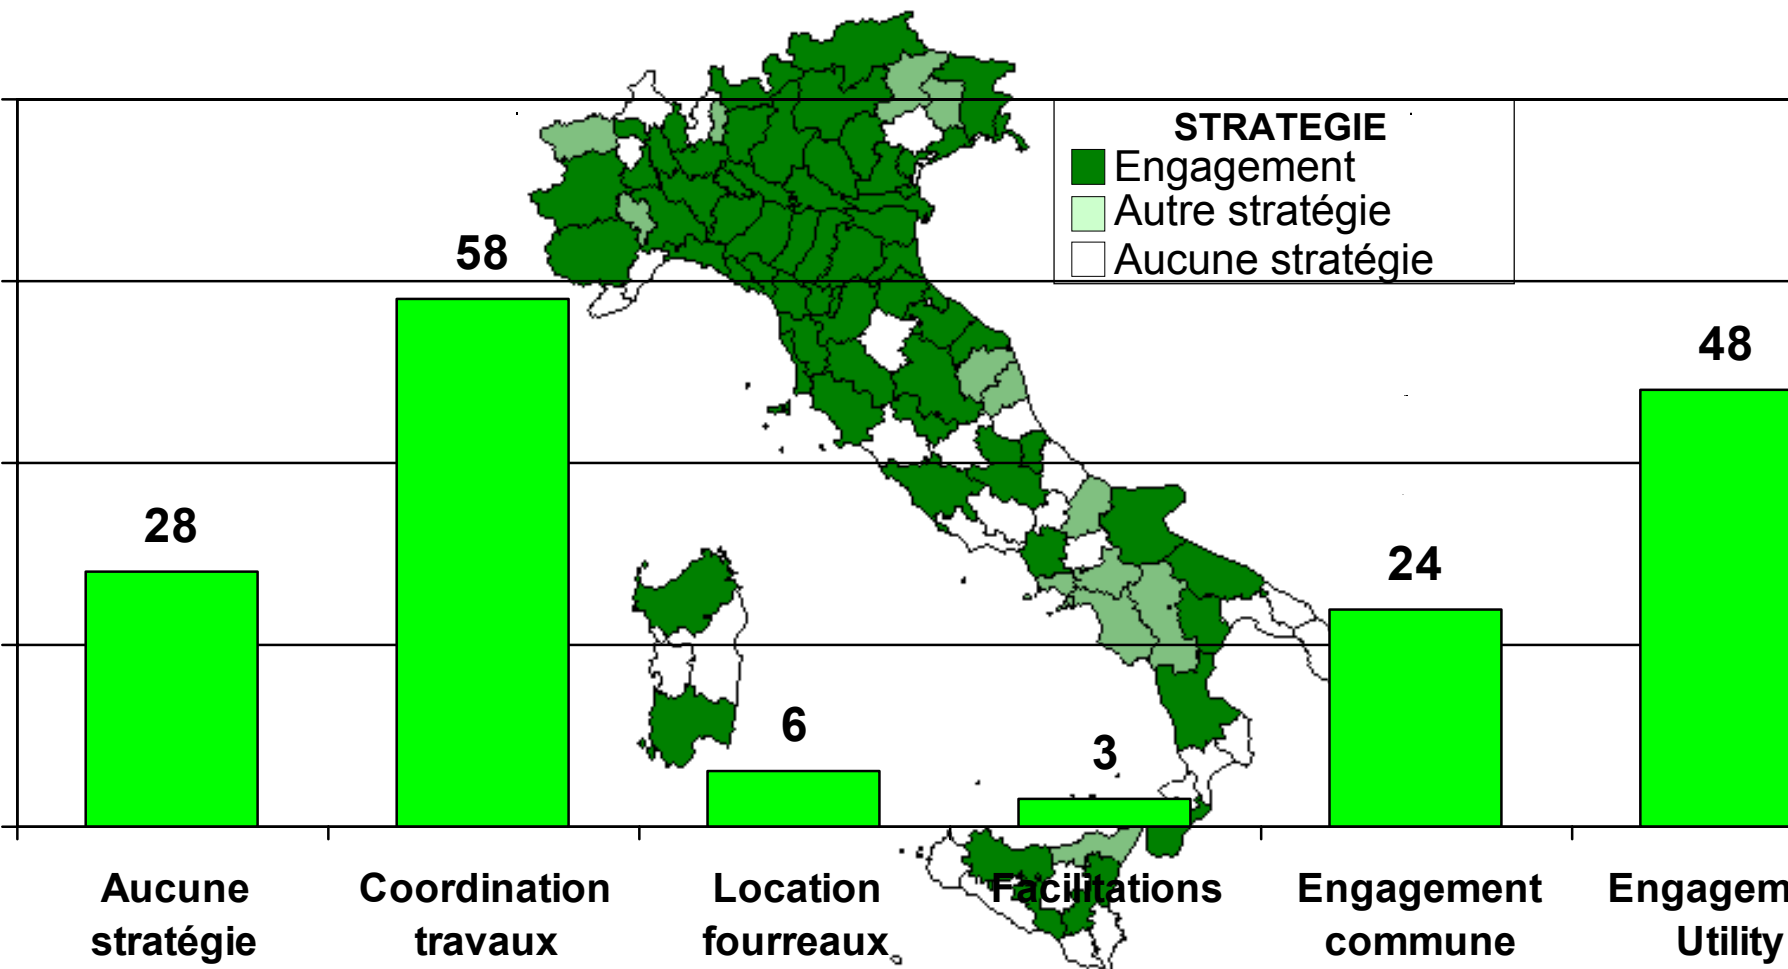 STRATEGIE
Engagement
Autre stratégie
Aucune stratégie
58
48
28
24
6
3
Aucune
stratégie
Coordination
travaux
Location
fourreaux
Facilitations
Engagement
commune
Engagem
Utility